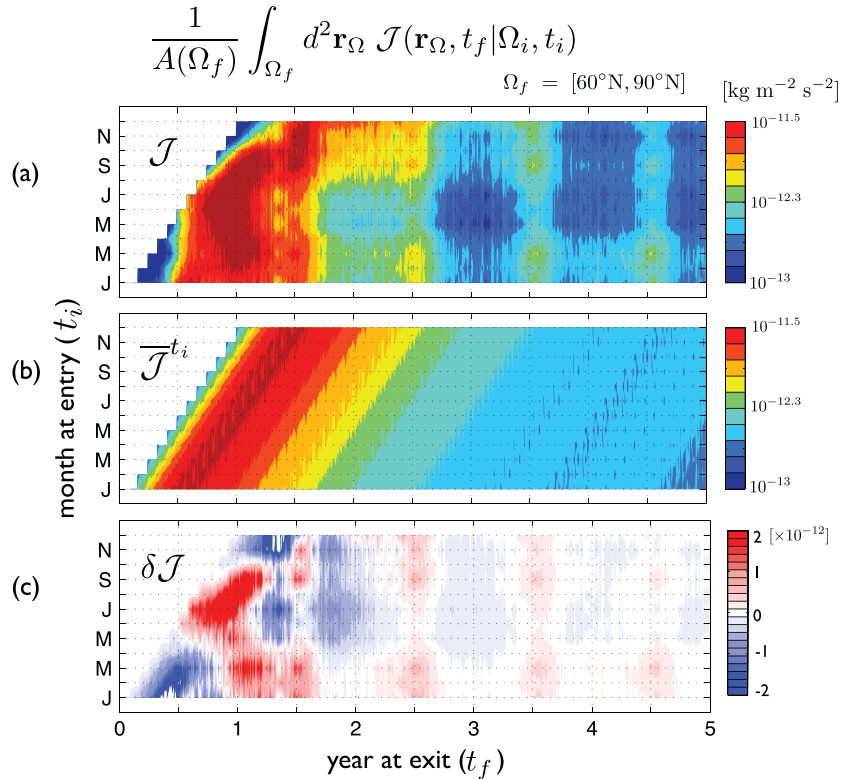 1/A(Ω_f) ∫_{Ω_f} d²r_Ω 𝒥(r_Ω, t_f|Ω_i, t_i)
Ω_f = [60°N, 90°N]
[kg m⁻² s⁻²]
(a)
𝒥
N
S
J
M
M
J
10^{-11.5}
10^{-12.3}
10^{-13}
month at entry (t_i)
(b)
𝒥̅^{t_i}
N
S
J
M
M
J
10^{-11.5}
10^{-12.3}
10^{-13}
(c)
δ𝒥
N
S
J
M
M
J
2 [×10^{-12}]
1
0
-1
-2
0 1 2 3 4 5
year at exit (t_f)